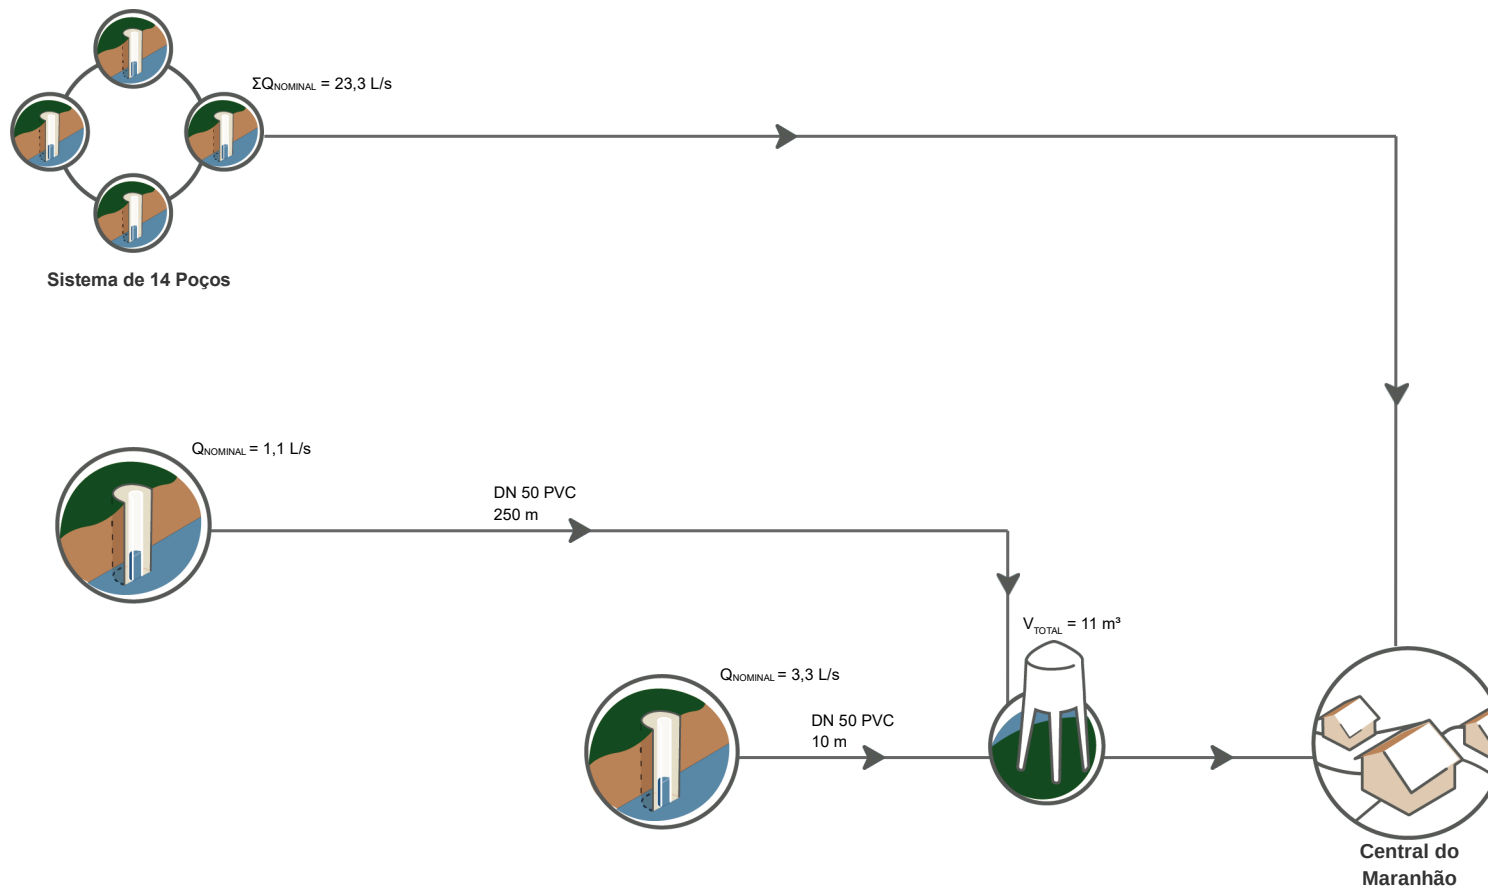 ΣQNOMINAL = 23,3 L/s
Sistema de 14 Poços
QNOMINAL = 1,1 L/s
DN 50 PVC
250 m
VTOTAL = 11 m³
QNOMINAL = 3,3 L/s
DN 50 PVC
10 m
Central do
Maranhão